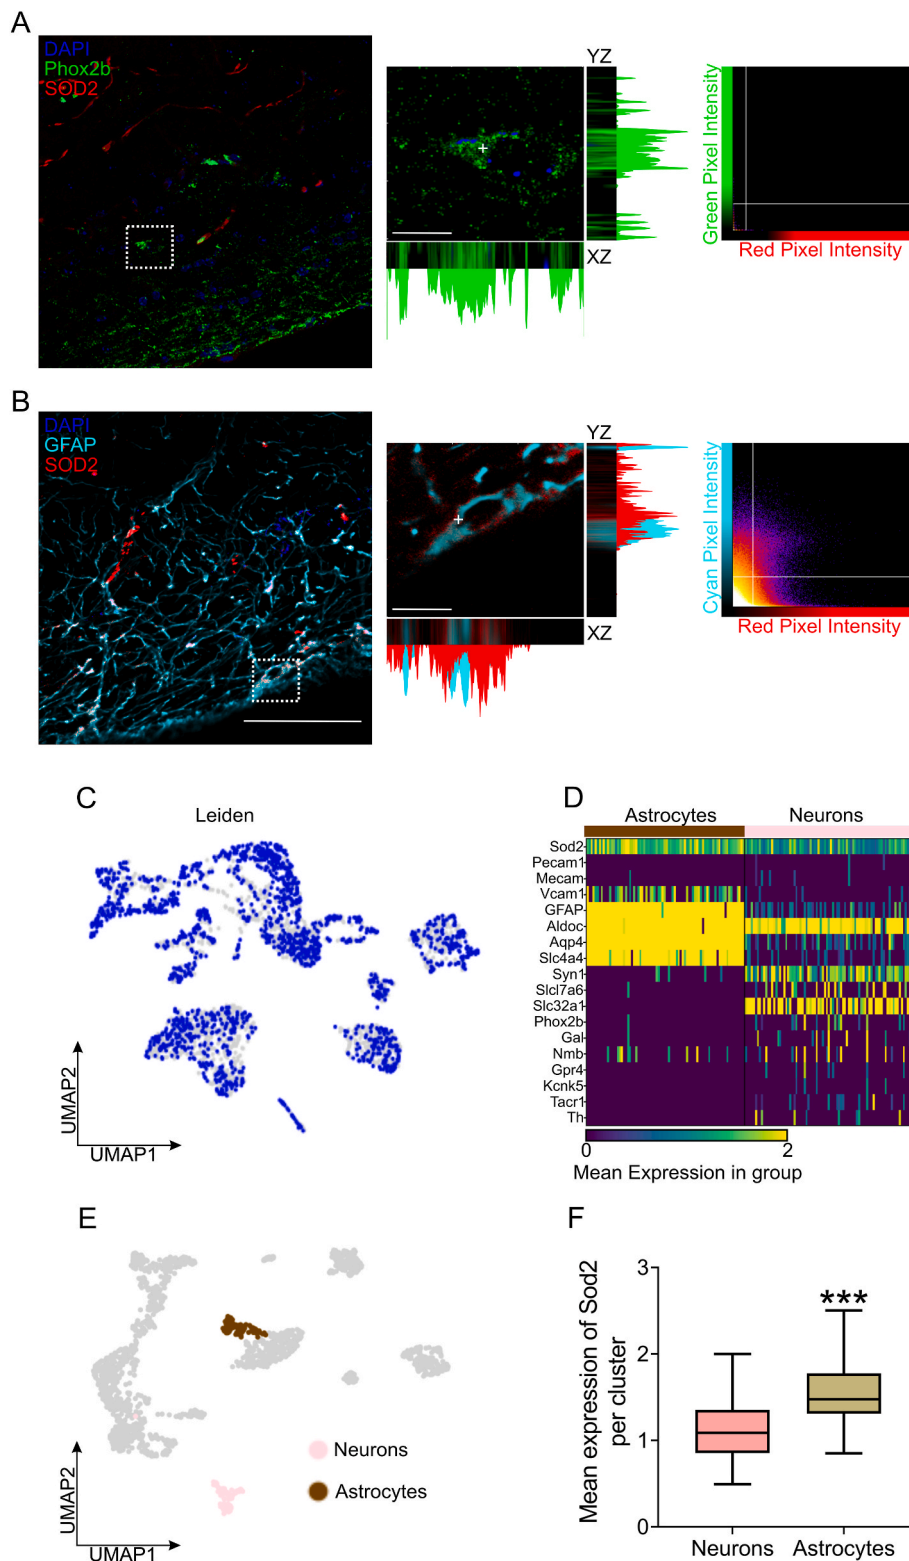 A
DAPI
Phox2b
SOD2
YZ
XZ
Green Pixel Intensity
Red Pixel Intensity
B
DAPI
GFAP
SOD2
YZ
XZ
Cyan Pixel Intensity
Red Pixel Intensity
C
Leiden
UMAP2
UMAP1
D
Astrocytes
Neurons
Sod2
Pecam1
Mecam
Vcam1
GFAP
Aldoc
Aqp4
Slc4a4
Syn1
Slcl7a6
Slc32a1
Phox2b
Gal
Nmb
Gpr4
Kcnk5
Tacr1
Th
0 2
Mean Expression in group
E
Neurons
Astrocytes
UMAP2
UMAP1
F
Mean expression of Sod2
per cluster
3
2
1
0
***
Neurons
Astrocytes